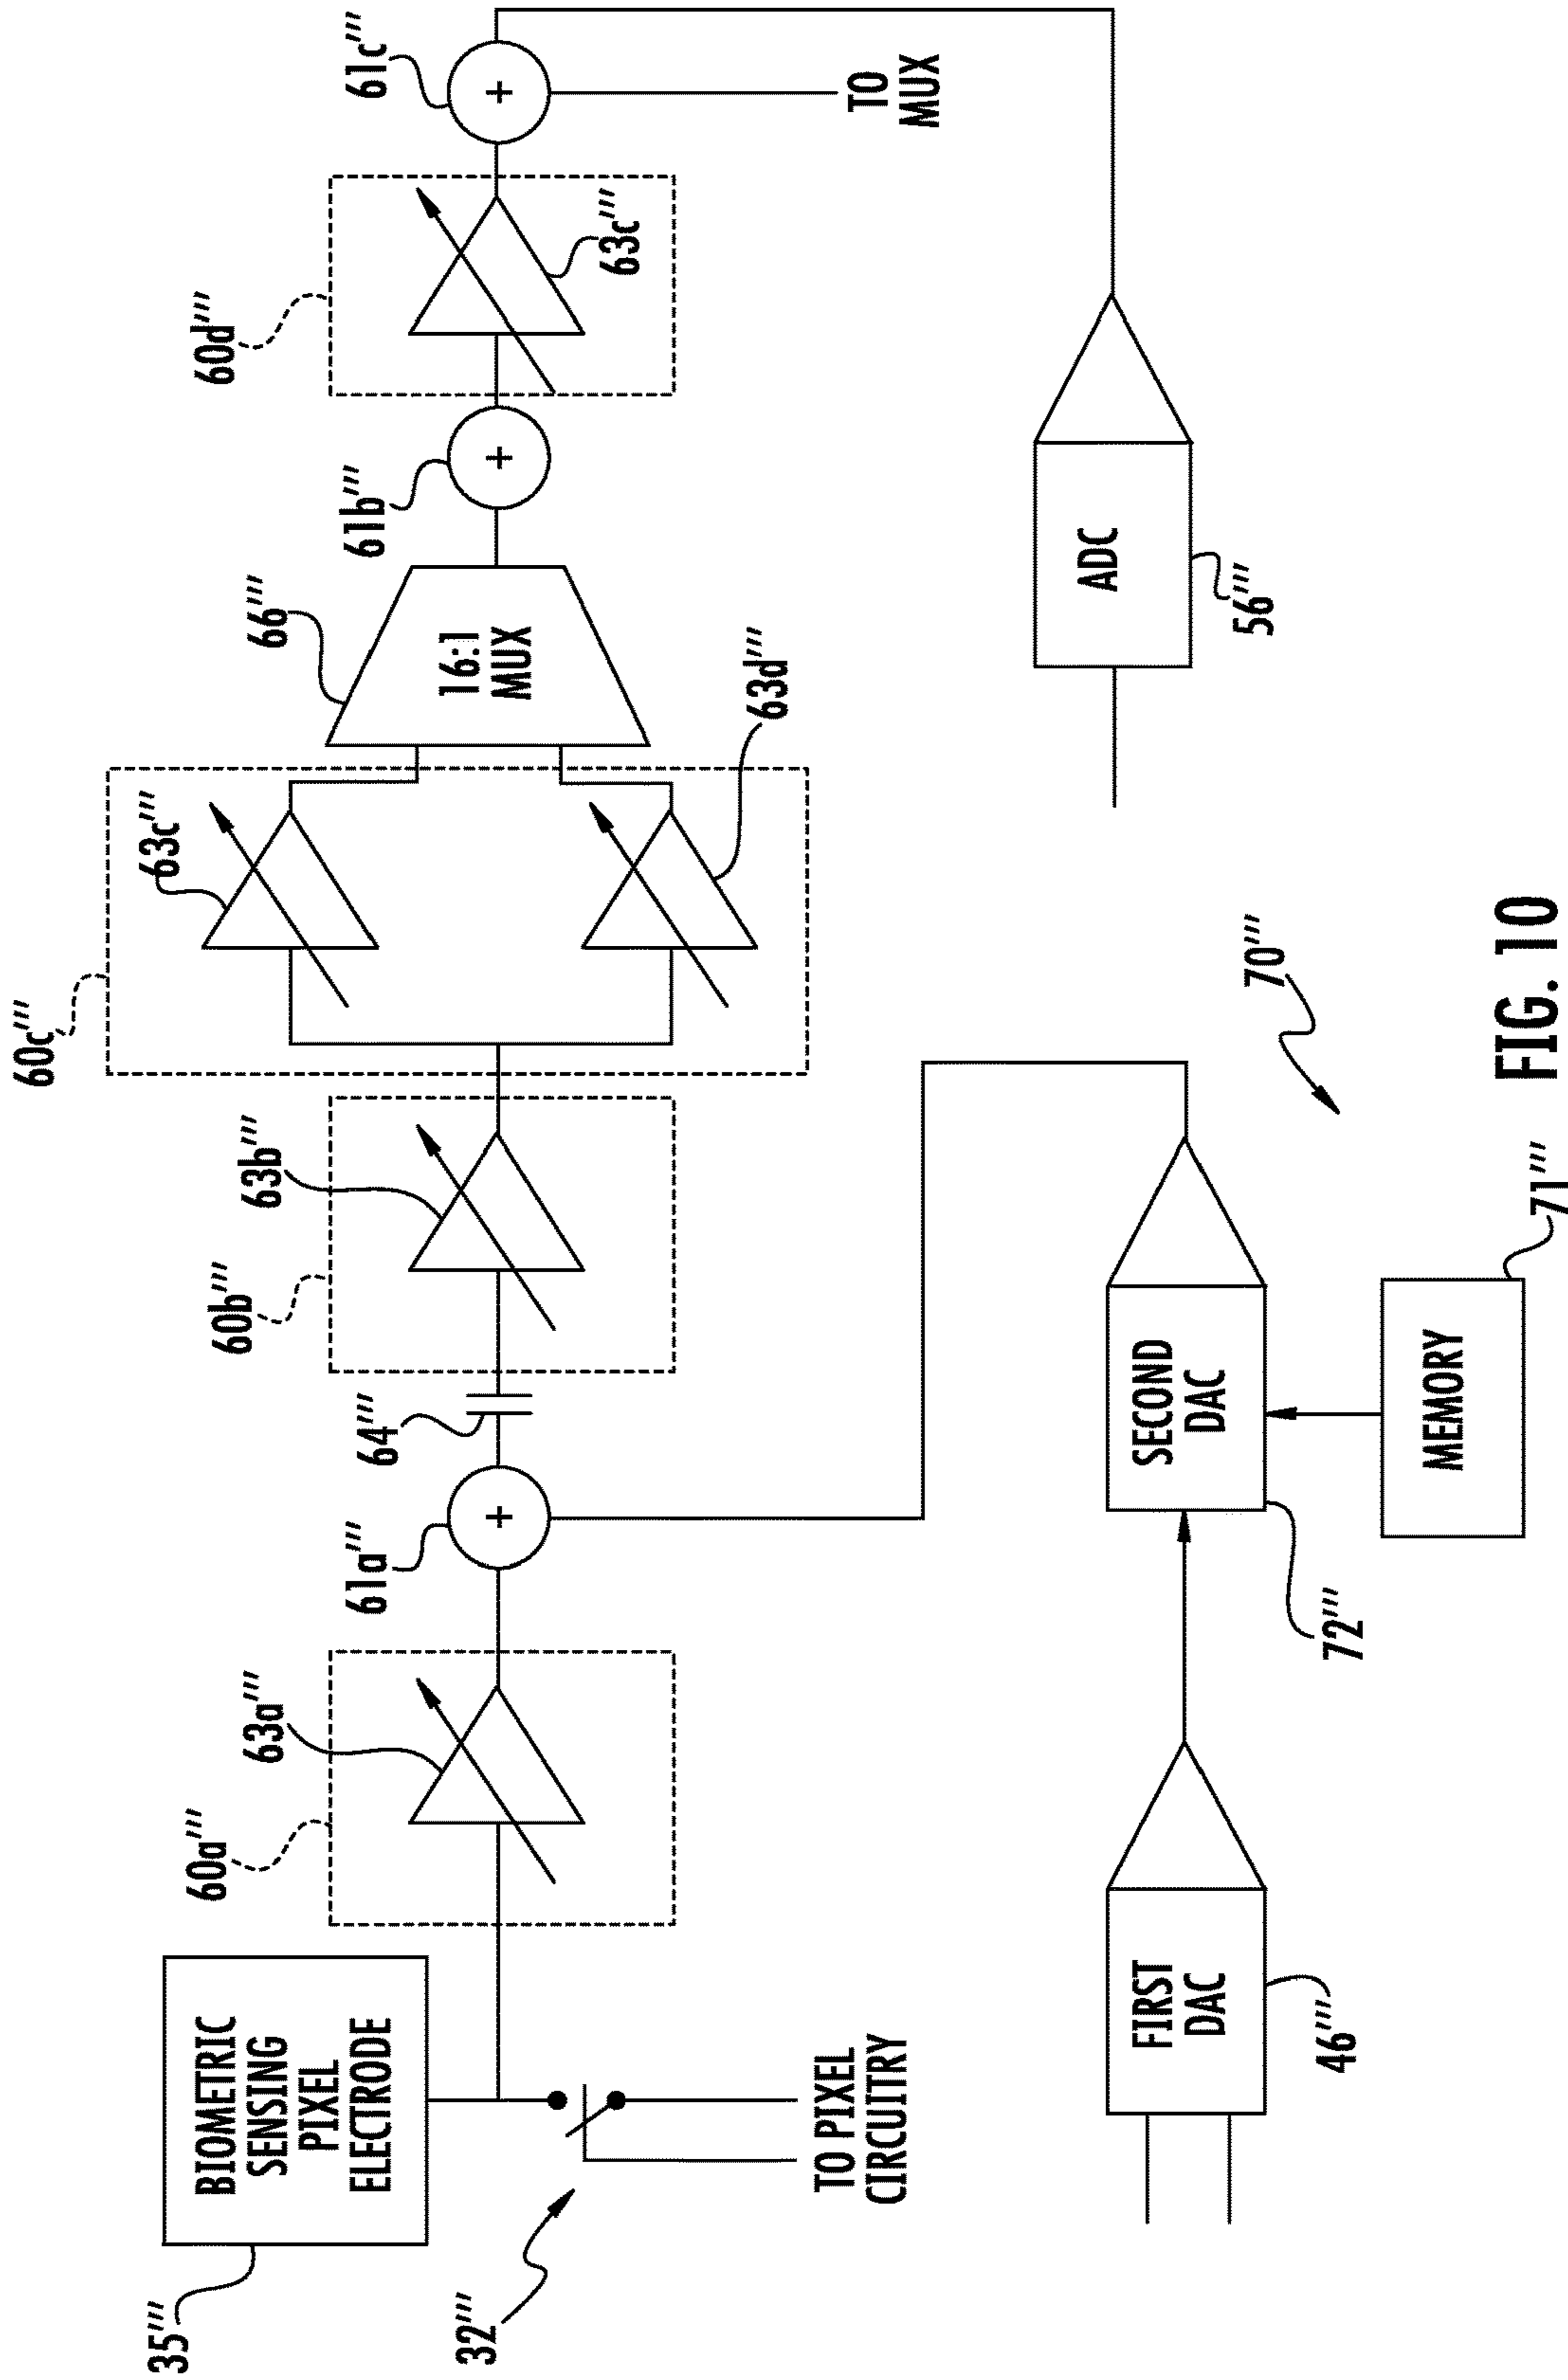 35'''
BIOMETRIC
SENSING
PIXEL
ELECTRODE
32'''
TO PIXEL
CIRCUITRY
60a'''
63a'''
61a'''
64'''
60b'''
63b'''
60c'''
63c'''
63d'''
66'''
16:1
MUX
61b'''
60d'''
63c'''
61c'''
TO
MUX
FIRST
DAC
46'''
SECOND
DAC
72'''
MEMORY
71'''
70'''
ADC
56'''
FIG. 10